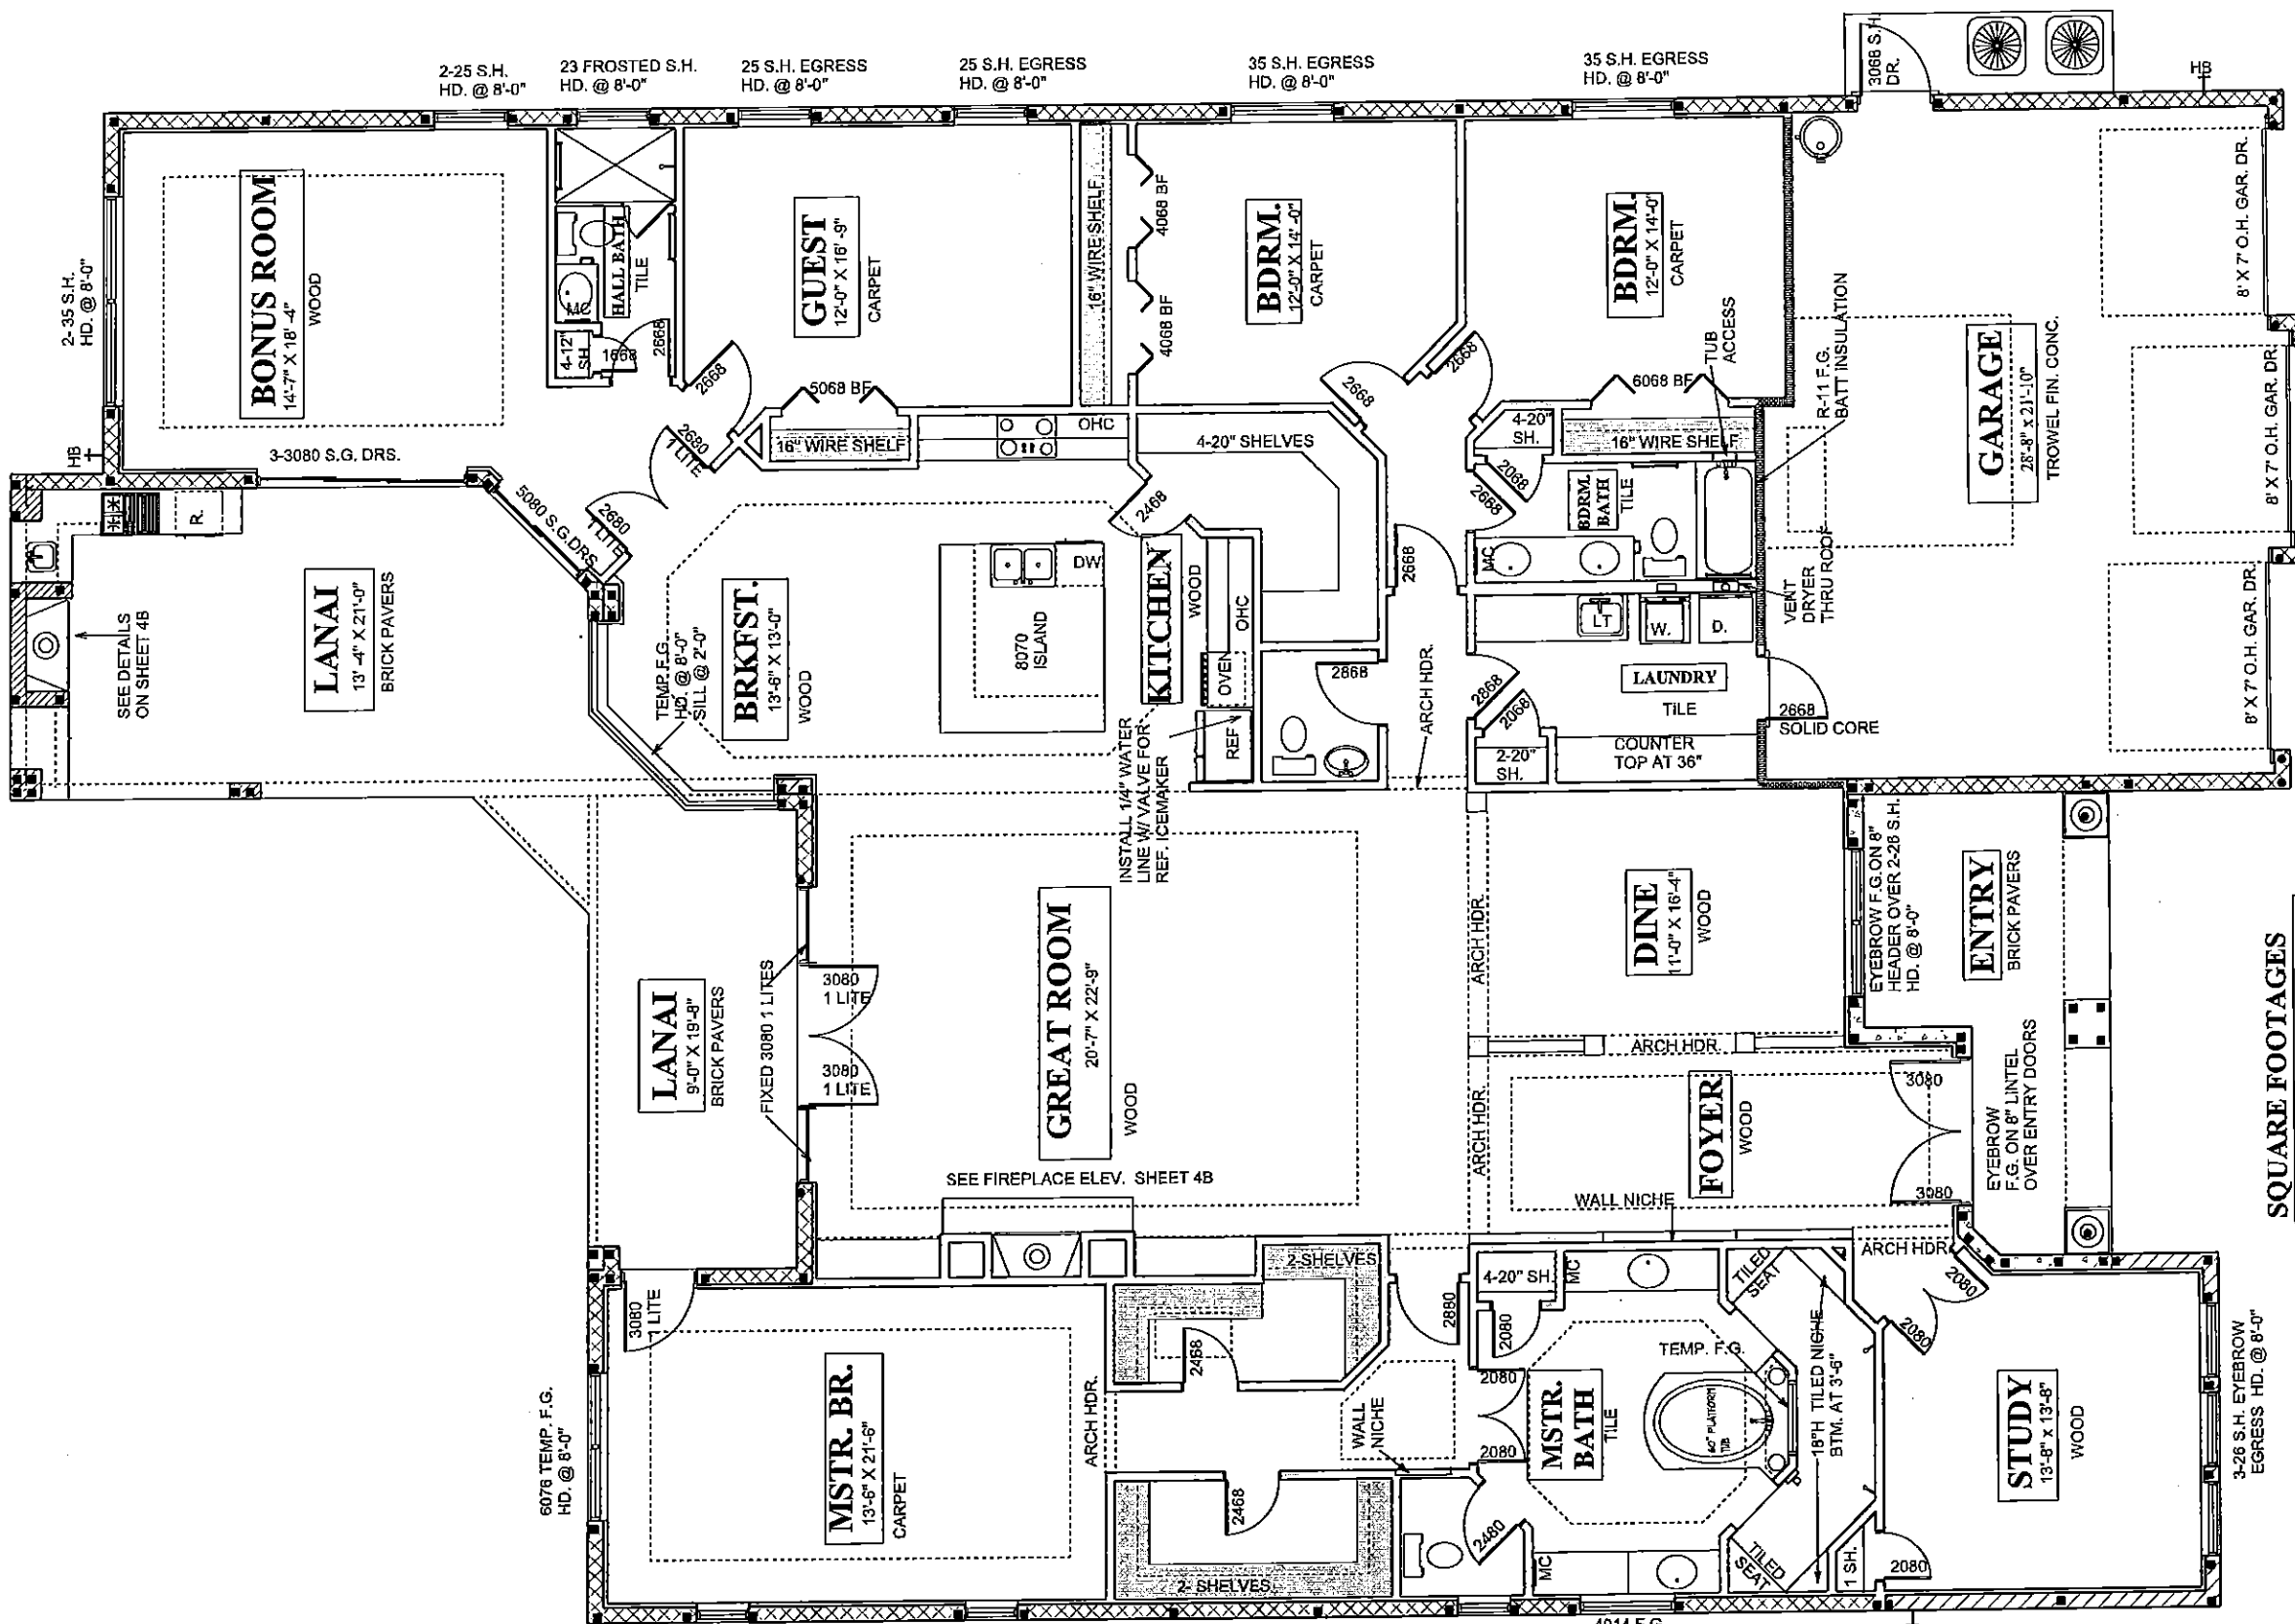 2-25 S.H.
HD. @ 8'-0"
23 FROSTED S.H.
HD. @ 8'-0"
25 S.H. EGRESS
HD. @ 8'-0"
25 S.H. EGRESS
HD. @ 8'-0"
35 S.H. EGRESS
HD. @ 8'-0"
35 S.H. EGRESS
HD. @ 8'-0"
3068 S.H.
DR.
HB
2-35 S.H.
HD. @ 8'-0"
BONUS ROOM
14'-7" X 18'-4"
WOOD
HALL BATH
TILE
MC
4-12"
SH.
1668
2668
GUEST
12'-0" X 16'-9"
CARPET
2668
5068 BF
16" WIRE SHELF
16" WIRE SHELF
4068 BF
4068 BF
BDRM.
12'-0" X 14'-0"
CARPET
2668
BDRM.
12'-0" X 14'-0"
CARPET
2668
6068 BF
TUB
ACCESS
R-11 F.G.
BATT INSULATION
GARAGE
28'-8" x 21'-10"
TROWEL FIN. CONC.
8' X 7' O.H. GAR. DR.
8' X 7' O.H. GAR. DR.
8' X 7' O.H. GAR. DR.
HB
3-3080 S.G. DRS.
5080 S.G.DRS.
2680
1 LITE
2680
1 LITE
OHC
4-20" SHELVES
4-20"
SH.
16" WIRE SHELF
2068
2668
BDRM.
BATH
TILE
MC
R.
LANAI
13'-4" X 21'-0"
BRICK PAVERS
SEE DETAILS
ON SHEET 4B
TEMP. F.G.
HD. @ 8'-0"
SILL @ 2'-0"
BRKFST.
13'-6" X 13'-0"
WOOD
DW
8070
ISLAND
2468
KITCHEN
WOOD
OHC
OVEN
REF
INSTALL 1/4" WATER
LINE W/ VALVE FOR
REF. ICEMAKER
2668
2868
ARCH HDR.
2868
2068
2-20"
SH.
LT
W.
D.
LAUNDRY
TILE
COUNTER
TOP AT 36"
VENT
DRYER
THRU ROOF
2668
SOLID CORE
LANAI
9'-0" X 19'-8"
BRICK PAVERS
FIXED 3080 1 LITES
3080
1 LITE
3080
1 LITE
GREAT ROOM
20'-7" X 22'-9"
WOOD
SEE FIREPLACE ELEV. SHEET 4B
ARCH HDR.
ARCH HDR.
DINE
11'-0" X 16'-4"
WOOD
ARCH HDR.
EYEBROW F.G.ON 8"
HEADER OVER 2-26 S.H.
HD. @ 8'-0"
ENTRY
BRICK PAVERS
FOYER
WOOD
3080
3080
EYEBROW
F.G. ON 8" LINTEL
OVER ENTRY DOORS
WALL NICHE
ARCH HDR.
SQUARE FOOTAGES
3080
1 LITE
6076 TEMP. F.G.
HD. @ 8'-0"
MSTR. BR.
13'-6" X 21'-6"
CARPET
ARCH HDR.
2-SHELVES
2468
2468
2- SHELVES
2880
WALL
NICHE
4-20" SH.
MC
2080
2080
2080
MSTR.
BATH
TILE
TEMP. F.G.
60" PLATFORM
TUB
TILED
SEAT
18"H TILED NICHE
BTM. AT 3'-6"
TILED
SEAT
2480
MC
1 SH.
2080
2080
2080
STUDY
13'-8" x 13'-8"
WOOD
3-26 S.H. EYEBROW
EGRESS HD. @ 8'-0"